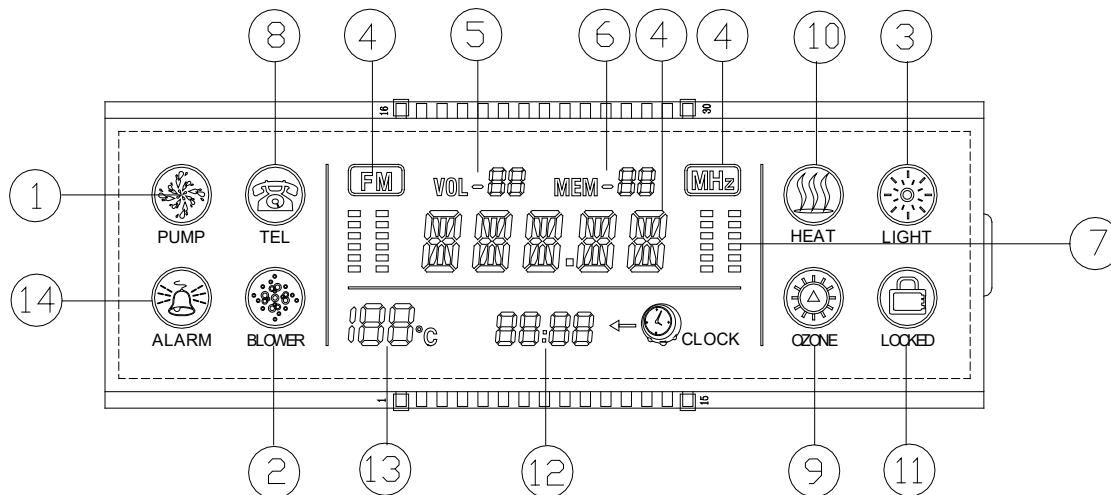 8 4 5 6 4 4 10 3
16 30
FM VOL-88 MEM-88 MHz
1 PUMP TEL HEAT LIGHT 7
14 188°C 88:88 ← CLOCK
ALARM BLOWER OZONE LOCKED
1 15
2 13 12 9 11